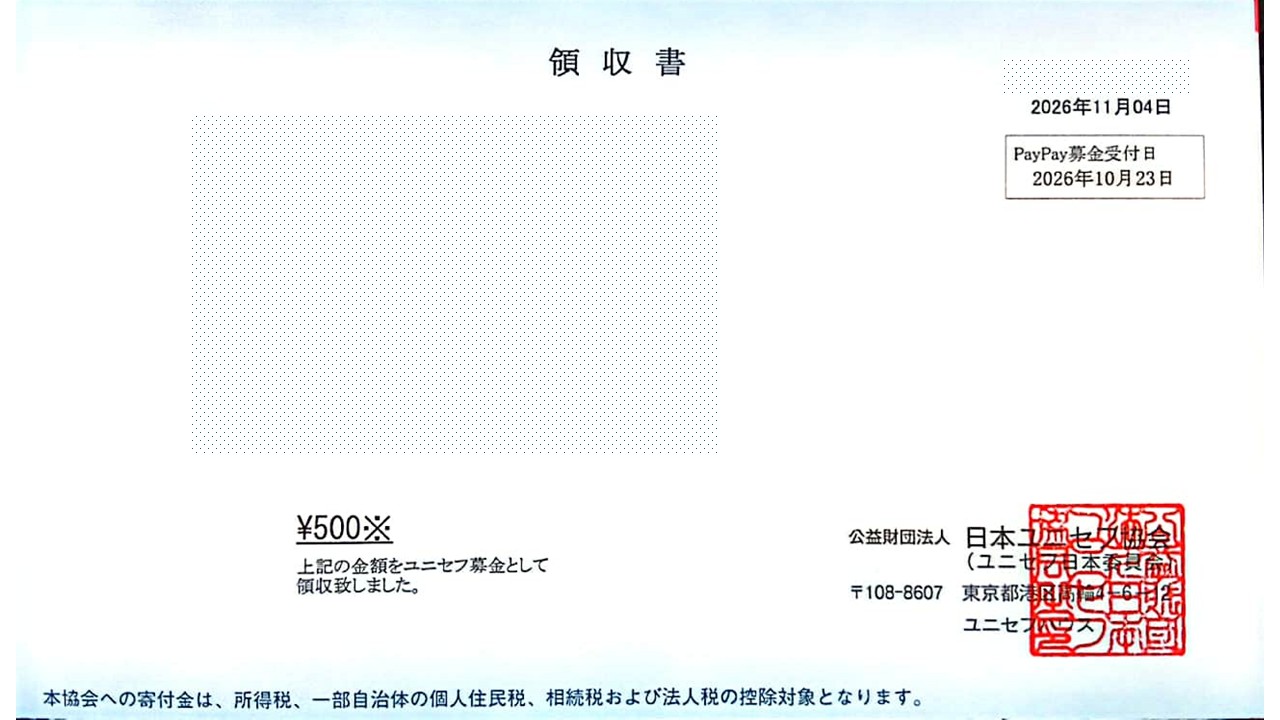 領収書
2026年11月04日
PayPay募金受付日
2026年10月23日
¥500※
上記の金額をユニセフ募金として
領収致しました。
公益財団法人 日本ユニセフ協会
(ユニセフ日本委員会)
〒108-8607 東京都港区高輪4-6-12
ユニセフハウス
本協会への寄付金は、所得税、一部自治体の個人住民税、相続税および法人税の控除対象となります。